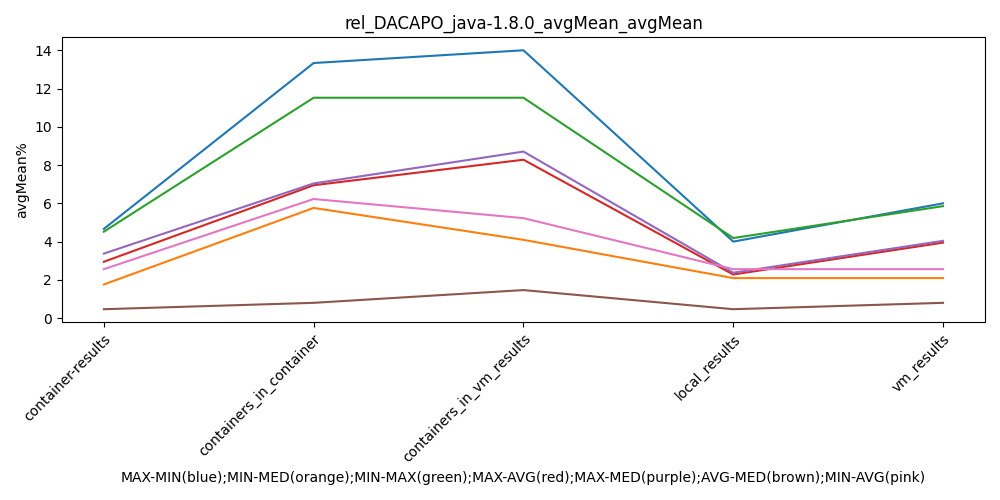 rel_DACAPO_java-1.8.0_avgMean_avgMean
14
12
10
8
6
4
2
0
avgMean%
container-results
containers_in_container
containers_in_vm_results
local_results
vm_results
MAX-MIN(blue);MIN-MED(orange);MIN-MAX(green);MAX-AVG(red);MAX-MED(purple);AVG-MED(brown);MIN-AVG(pink)